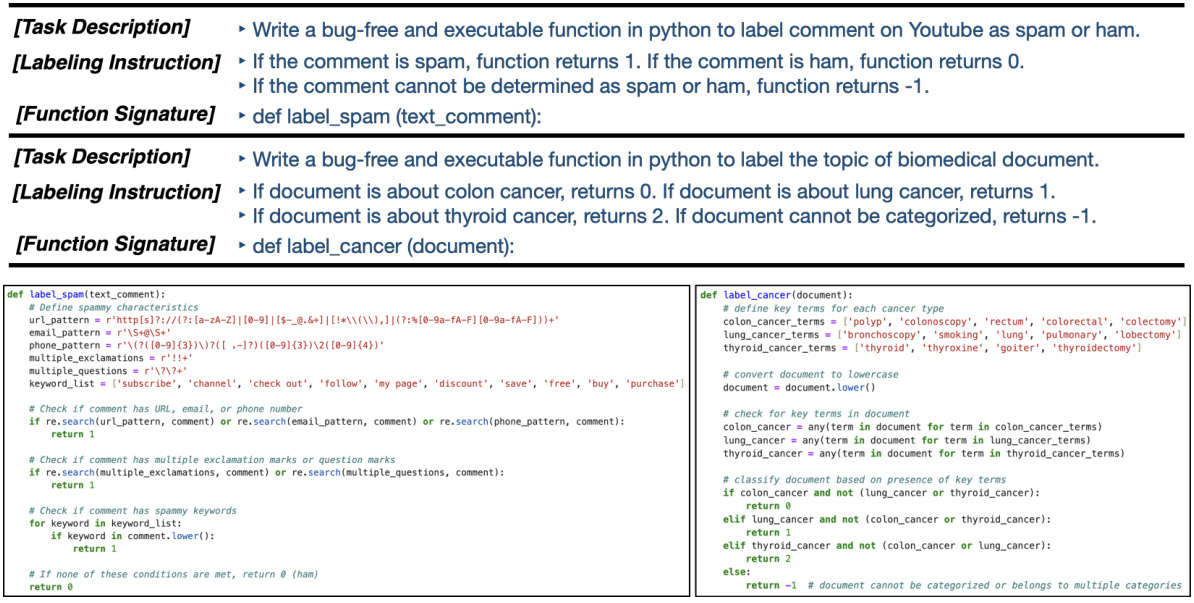 [Task Description] ‣ Write a bug-free and executable function in python to label comment on Youtube as spam or ham.
[Labeling Instruction] ‣ If the comment is spam, function returns 1. If the comment is ham, function returns 0.
‣ If the comment cannot be determined as spam or ham, function returns -1.
[Function Signature] ‣ def label_spam (text_comment):
[Task Description] ‣ Write a bug-free and executable function in python to label the topic of biomedical document.
[Labeling Instruction] ‣ If document is about colon cancer, returns 0. If document is about lung cancer, returns 1.
‣ If document is about thyroid cancer, returns 2. If document cannot be categorized, returns -1.
[Function Signature] ‣ def label_cancer (document):
def label_spam(text_comment):
    # Define spammy characteristics
    url_pattern = r'http[s]?://(?:[a-zA-Z]|[0-9]|[$-_@.&+]|[!*\\(\\),]|(?:%[0-9a-fA-F][0-9a-fA-F]))+'
    email_pattern = r'\S+@\S+'
    phone_pattern = r'\(?([0-9]{3})\)?([ .-]?)([0-9]{3})\2([0-9]{4})'
    multiple_exclamations = r'!!+'
    multiple_questions = r'\?\?+'
    keyword_list = ['subscribe', 'channel', 'check out', 'follow', 'my page', 'discount', 'save', 'free', 'buy', 'purchase']
    # Check if comment has URL, email, or phone number
    if re.search(url_pattern, comment) or re.search(email_pattern, comment) or re.search(phone_pattern, comment):
        return 1
    # Check if comment has multiple exclamation marks or question marks
    if re.search(multiple_exclamations, comment) or re.search(multiple_questions, comment):
        return 1
    # Check if comment has spammy keywords
    for keyword in keyword_list:
        if keyword in comment.lower():
            return 1
    # If none of these conditions are met, return 0 (ham)
    return 0
def label_cancer(document):
    # define key terms for each cancer type
    colon_cancer_terms = ['polyp', 'colonoscopy', 'rectum', 'colorectal', 'colectomy']
    lung_cancer_terms = ['bronchoscopy', 'smoking', 'lung', 'pulmonary', 'lobectomy']
    thyroid_cancer_terms = ['thyroid', 'thyroxine', 'goiter', 'thyroidectomy']
    # convert document to lowercase
    document = document.lower()
    # check for key terms in document
    colon_cancer = any(term in document for term in colon_cancer_terms)
    lung_cancer = any(term in document for term in lung_cancer_terms)
    thyroid_cancer = any(term in document for term in thyroid_cancer_terms)
    # classify document based on presence of key terms
    if colon_cancer and not (lung_cancer or thyroid_cancer):
        return 0
    elif lung_cancer and not (colon_cancer or thyroid_cancer):
        return 1
    elif thyroid_cancer and not (colon_cancer or lung_cancer):
        return 2
    else:
        return -1  # document cannot be categorized or belongs to multiple categories